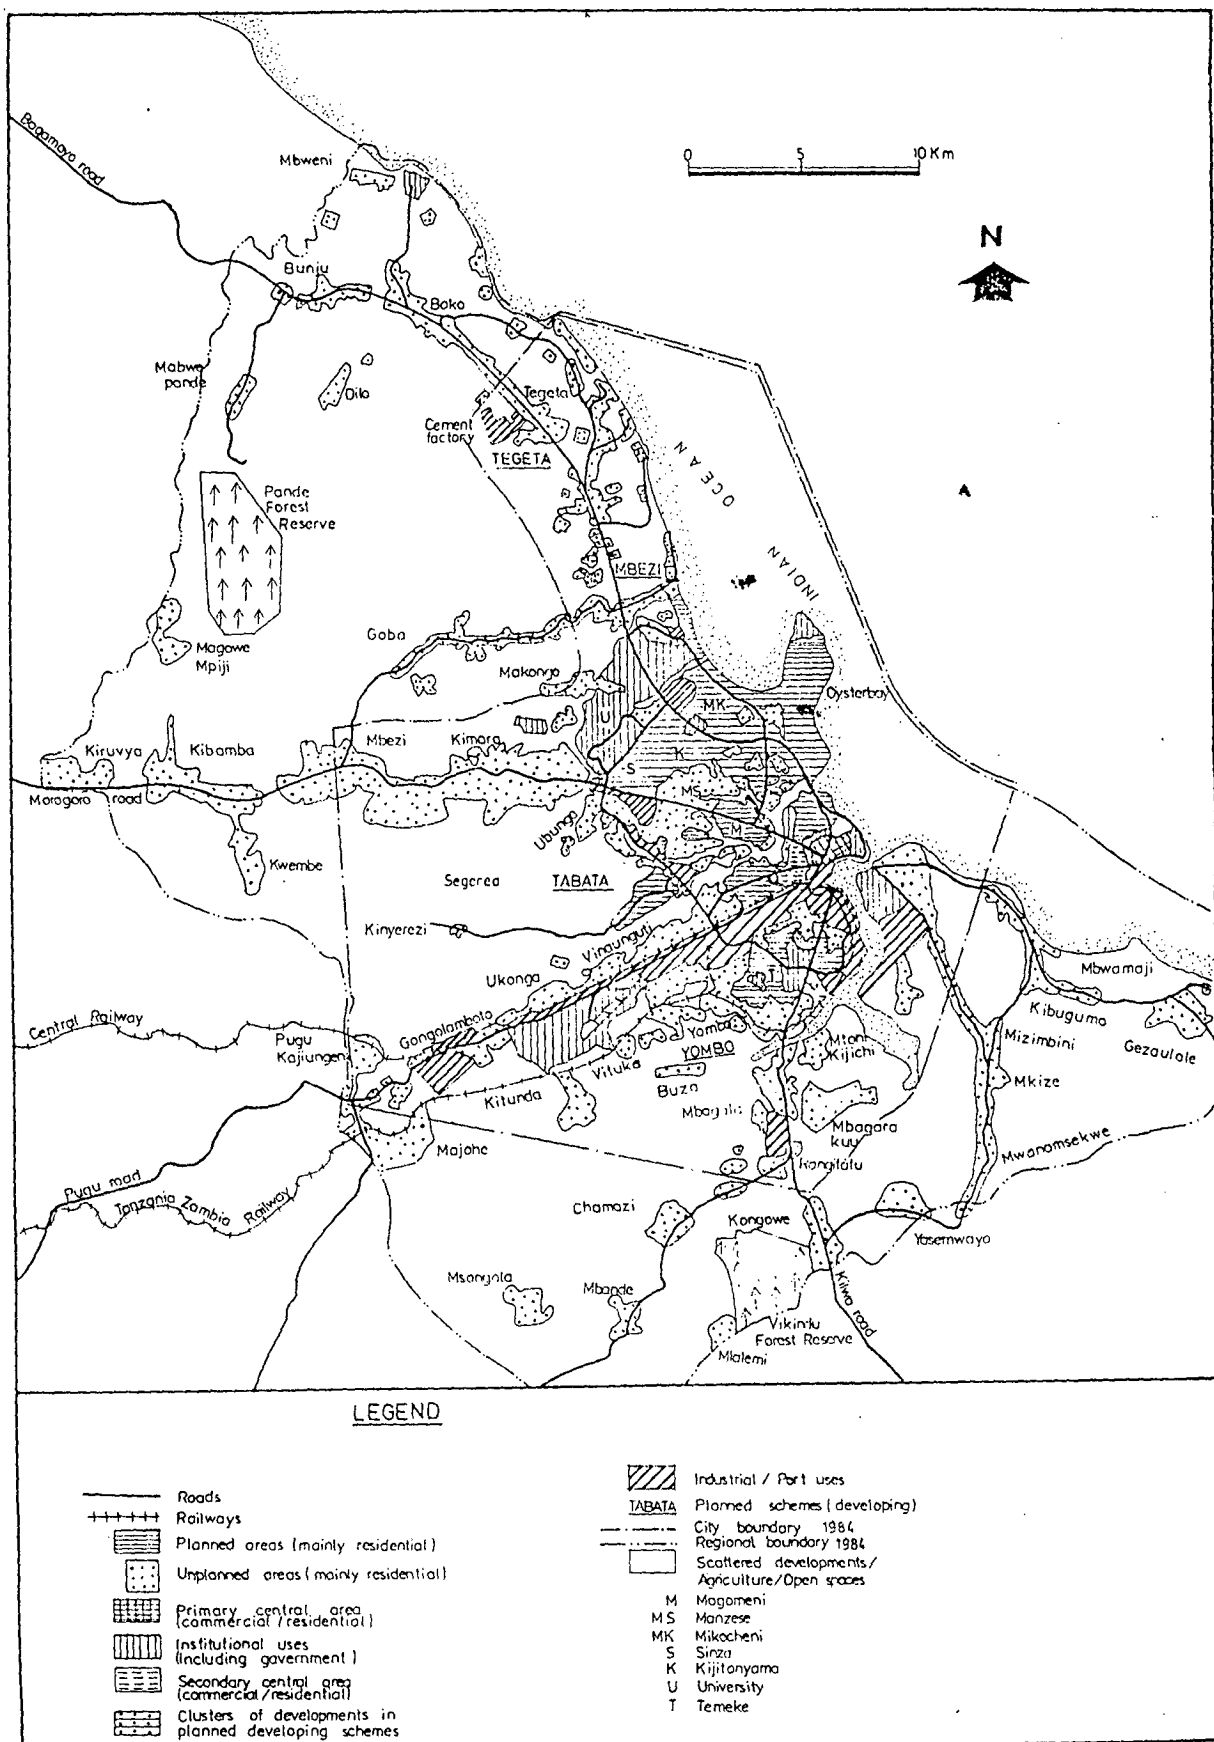 Bagamoyo road
Mbweni
0 5 10 Km
N
Bunju
Boko
Mabwe
pande
Oilo
Tegeta
Cement
factory
TEGETA
INDIAN OCEAN
A
Pande
Forest
Reserve
MBEZI
Goba
Magowe
Mpiji
Makongo
U
MK
Oysterbay
Kiruvya
Kibamba
Mbezi
Kimara
K
S
MS
Morogoro road
M
Ubungo
Kwembe
Segerea
TABATA
Kinyerezi
Vingunguti
Ukonga
T
Mbwamaji
Kibugumo
Gezaulole
Central Railway
Pugu
Kajiungeni
Gongolamboto
Yombo
YOMBO
Mtoni
Kijichi
Mizimbini
Vituka
Buza
Mkize
Kitunda
Mbagala
Mbagara
kuu
Majohe
Mwanamsekwe
Kongitatu
Pugu road
Tanzania Zambia Railway
Chamazi
Kongowe
Yasemwayo
Msongola
Mbande
Kilwa road
Vikindu
Forest Reserve
Mlalemi
LEGEND
Roads
Railways
Planned areas (mainly residential)
Unplanned areas (mainly residential)
Primary central area
(commercial/residential)
Institutional uses
(Including government)
Secondary central area
(commercial/residential)
Clusters of developments in
planned developing schemes
Industrial / Port uses
TABATA Planned schemes (developing)
City boundary 1984
Regional boundary 1984
Scattered developments/
Agriculture/Open spaces
M Magomeni
MS Manzese
MK Mikocheni
S Sinza
K Kijitonyama
U University
T Temeke